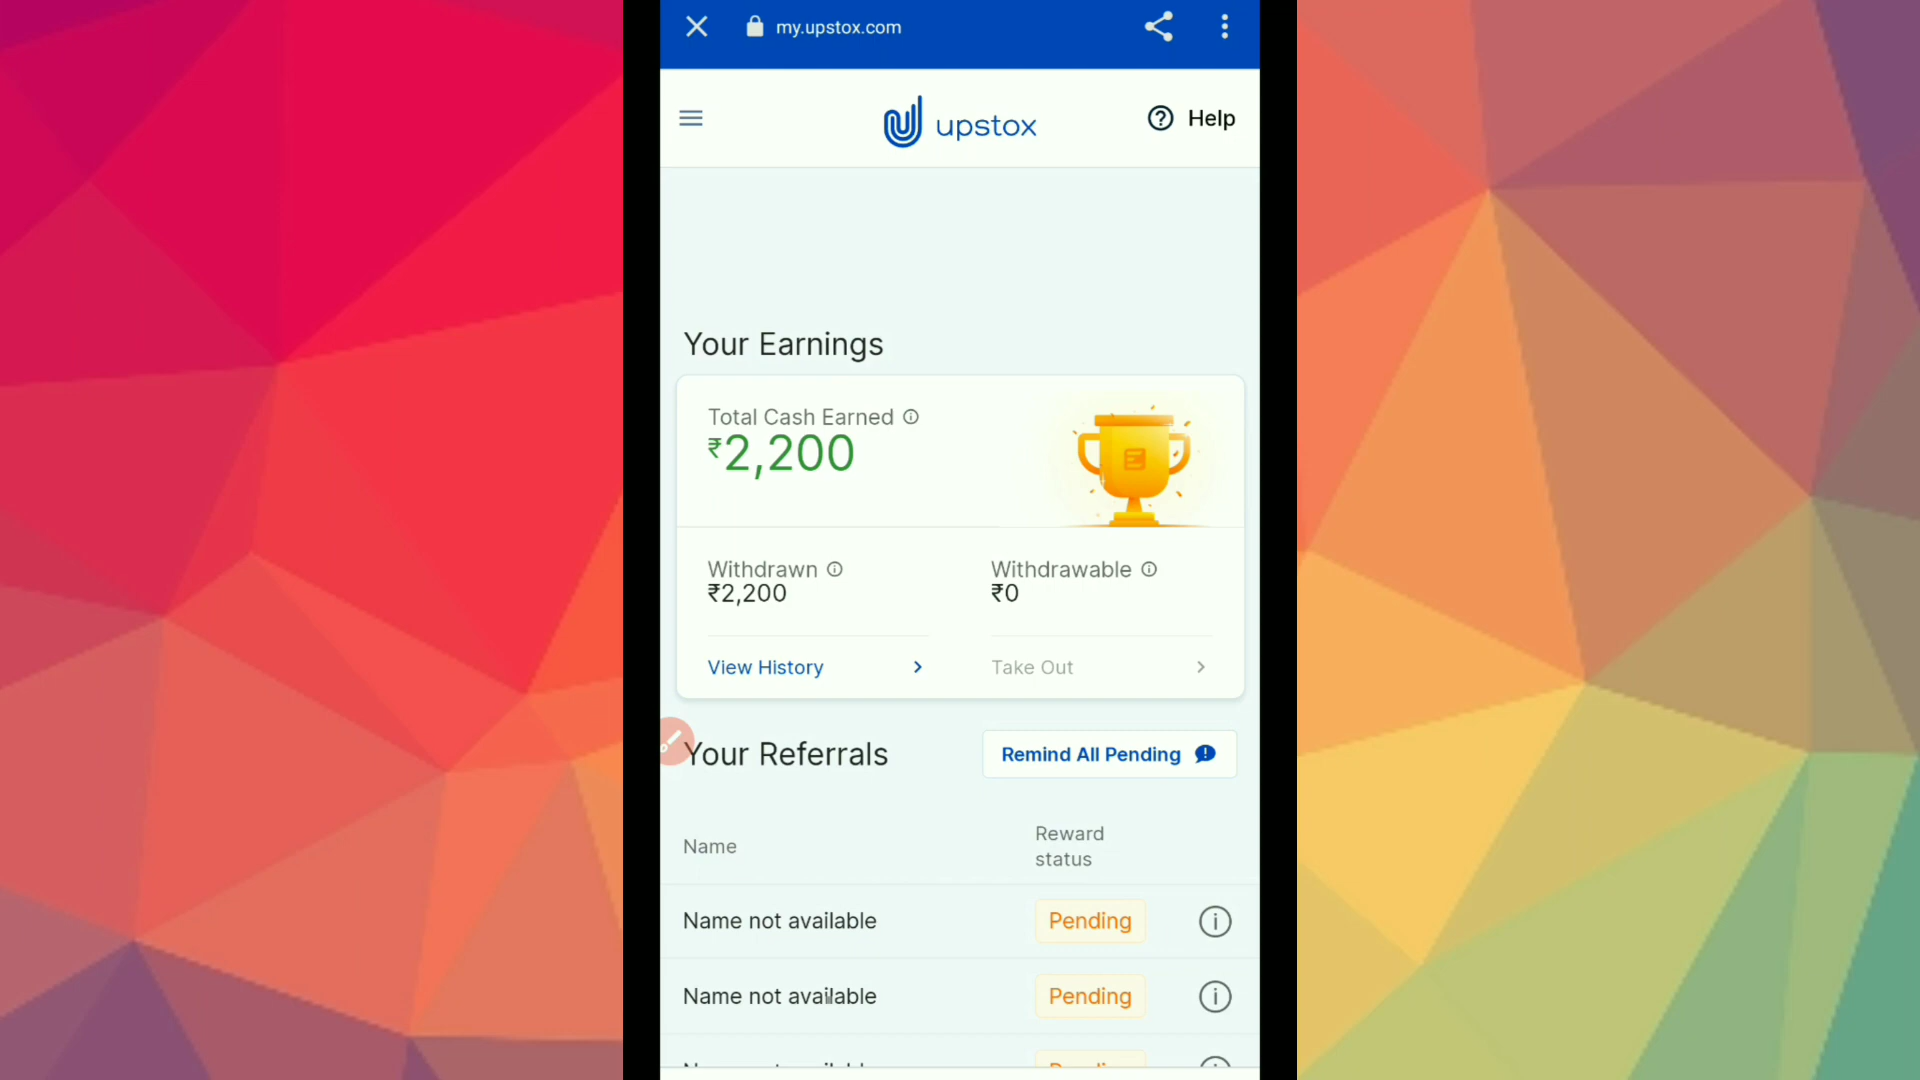 my.upstox.com
upstox
Help
Your Earnings
Total Cash Earned
₹2,200
Withdrawn
₹2,200
Withdrawable
₹0
View History
Take Out
Your Referrals
Remind All Pending
Name
Reward
status
Name not available
Pending
Name not available
Pending